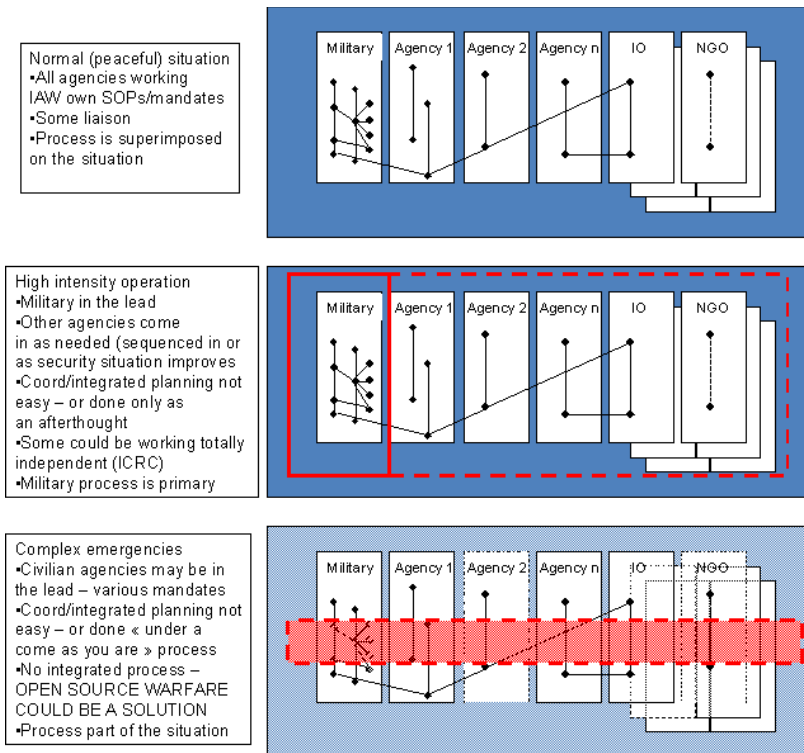 Normal (peaceful) situation
▪All agencies working
IAW own SOPs/mandates
▪Some liaison
▪Process is superimposed
on the situation
Military Agency 1 Agency 2 Agency n IO NGO
High intensity operation
▪Military in the lead
▪Other agencies come
in as needed (sequenced in or
as security situation improves
▪Coord/integrated planning not
easy – or done only as
an afterthought
▪Some could be working totally
independent (ICRC)
▪Military process is primary
Military Agency 1 Agency 2 Agency n IO NGO
Complex emergencies
▪Civilian agencies may be in
the lead – various mandates
▪Coord/integrated planning not
easy – or done « under a
come as you are » process
▪No integrated process –
OPEN SOURCE WARFARE
COULD BE A SOLUTION
▪Process part of the situation
Military Agency 1 Agency 2 Agency n IO NGO